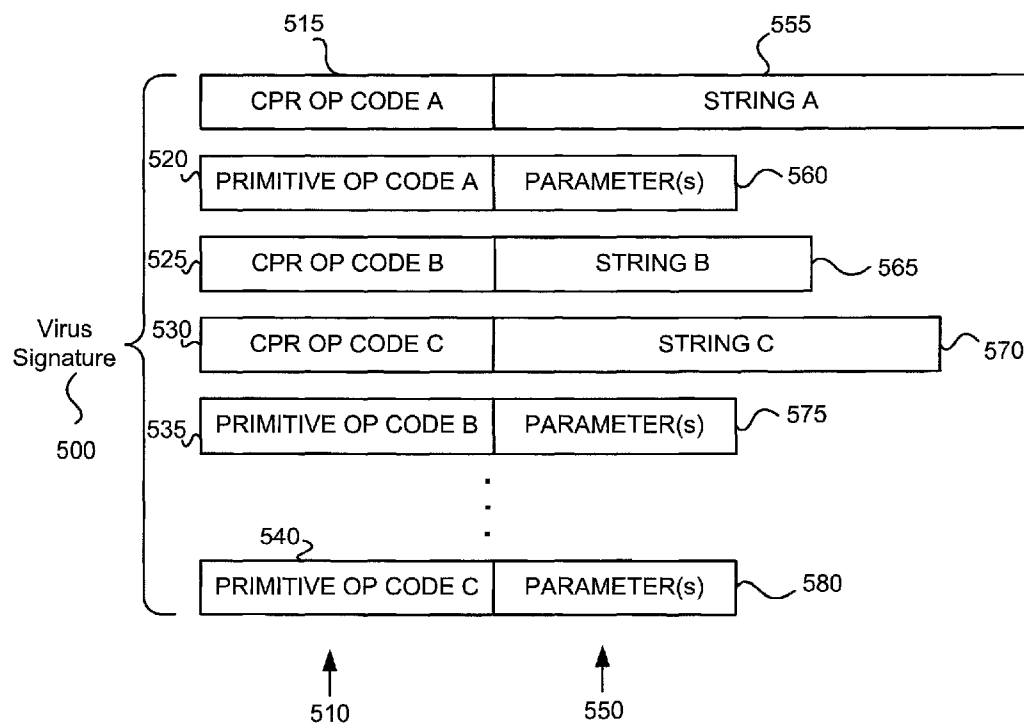 515 555
CPR OP CODE A STRING A
520 PRIMITIVE OP CODE A PARAMETER(s) 560
525 CPR OP CODE B STRING B 565
Virus
Signature
500
530 CPR OP CODE C STRING C 570
535 PRIMITIVE OP CODE B PARAMETER(s) 575
540
PRIMITIVE OP CODE C PARAMETER(s) 580
510 550